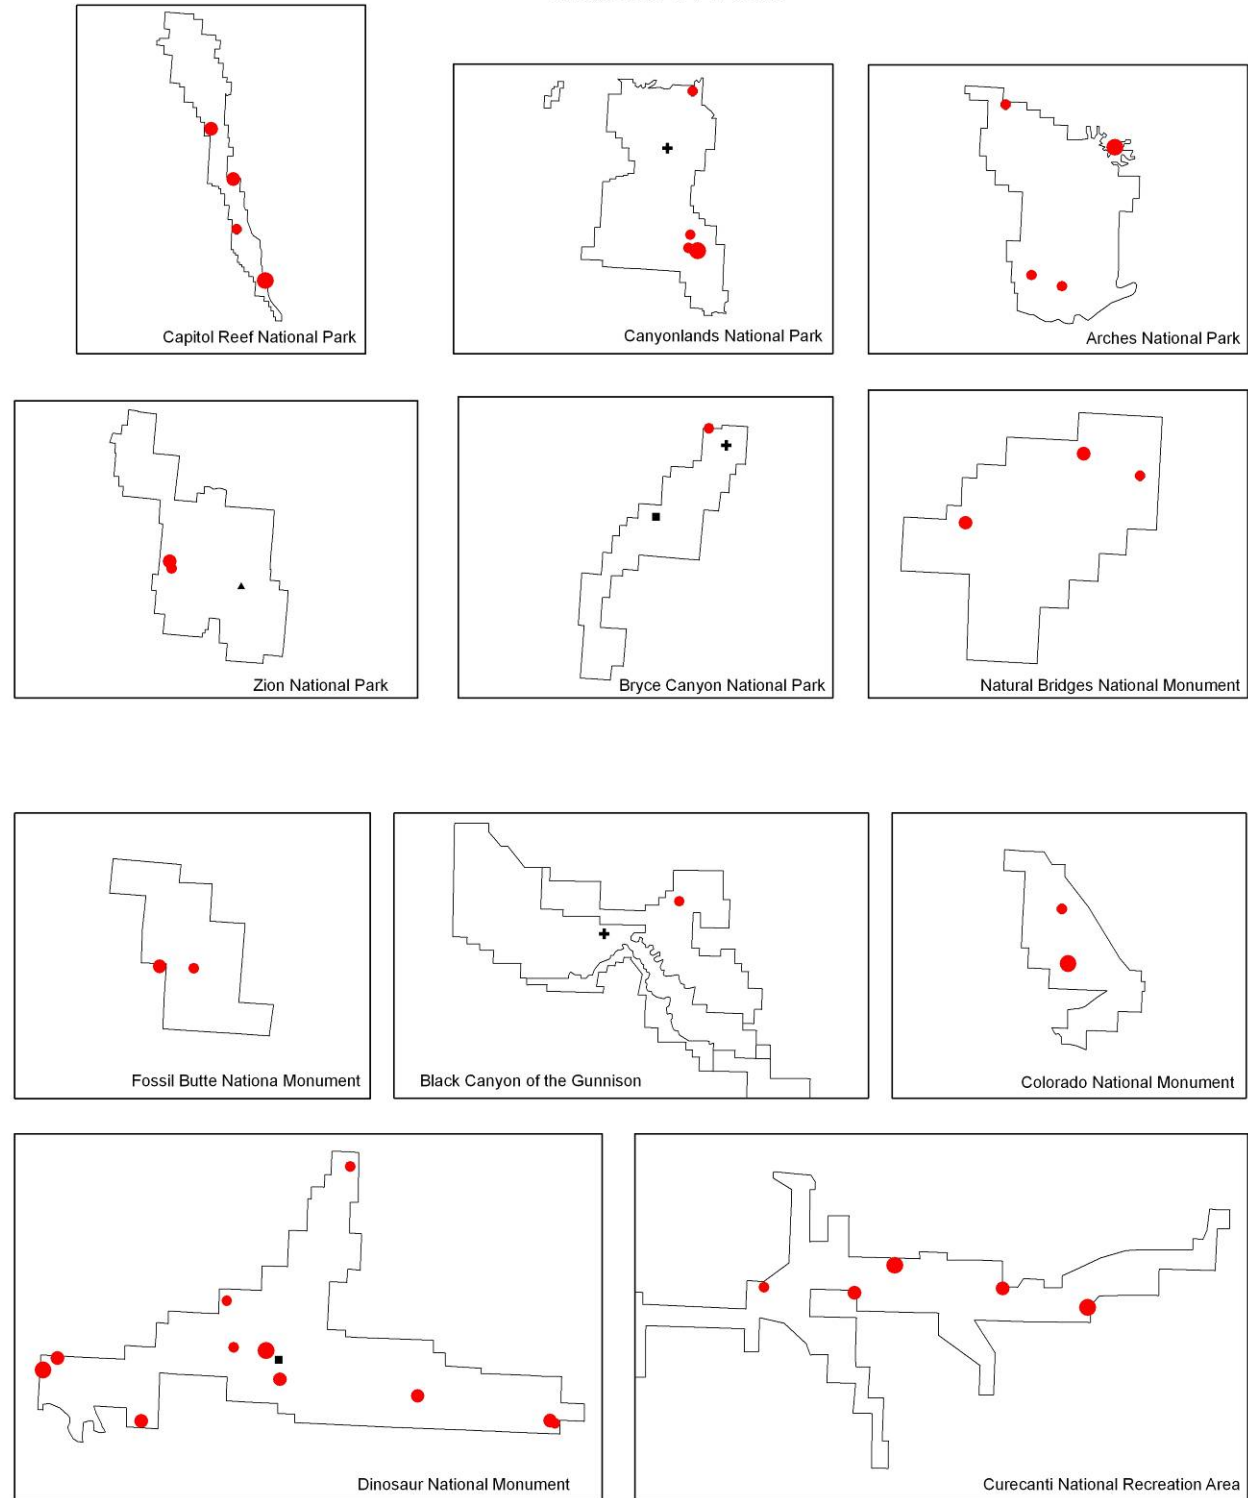 Capitol Reef National Park
Canyonlands National Park
Arches National Park
Zion National Park
Bryce Canyon National Park
Natural Bridges National Monument
Fossil Butte Nationa Monument
Black Canyon of the Gunnison
Colorado National Monument
Dinosaur National Monument
Curecanti National Recreation Area